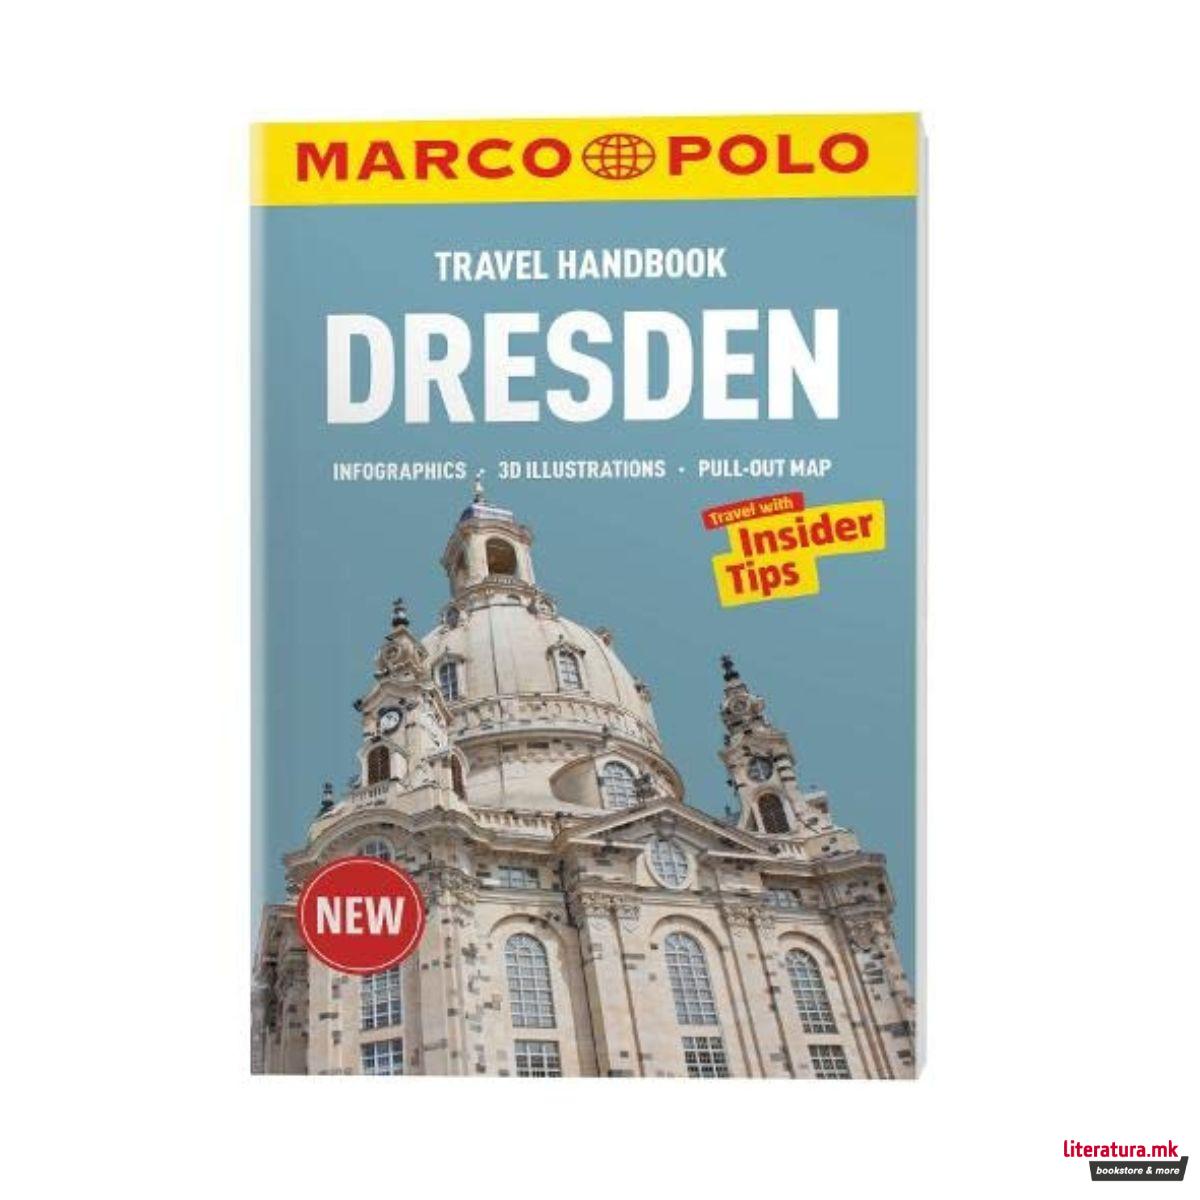 MARCO POLO
TRAVEL HANDBOOK
DRESDEN
INFOGRAPHICS · 3D ILLUSTRATIONS · PULL-OUT MAP
Travel with
Insider
Tips
NEW
literatura.mk
bookstore & more